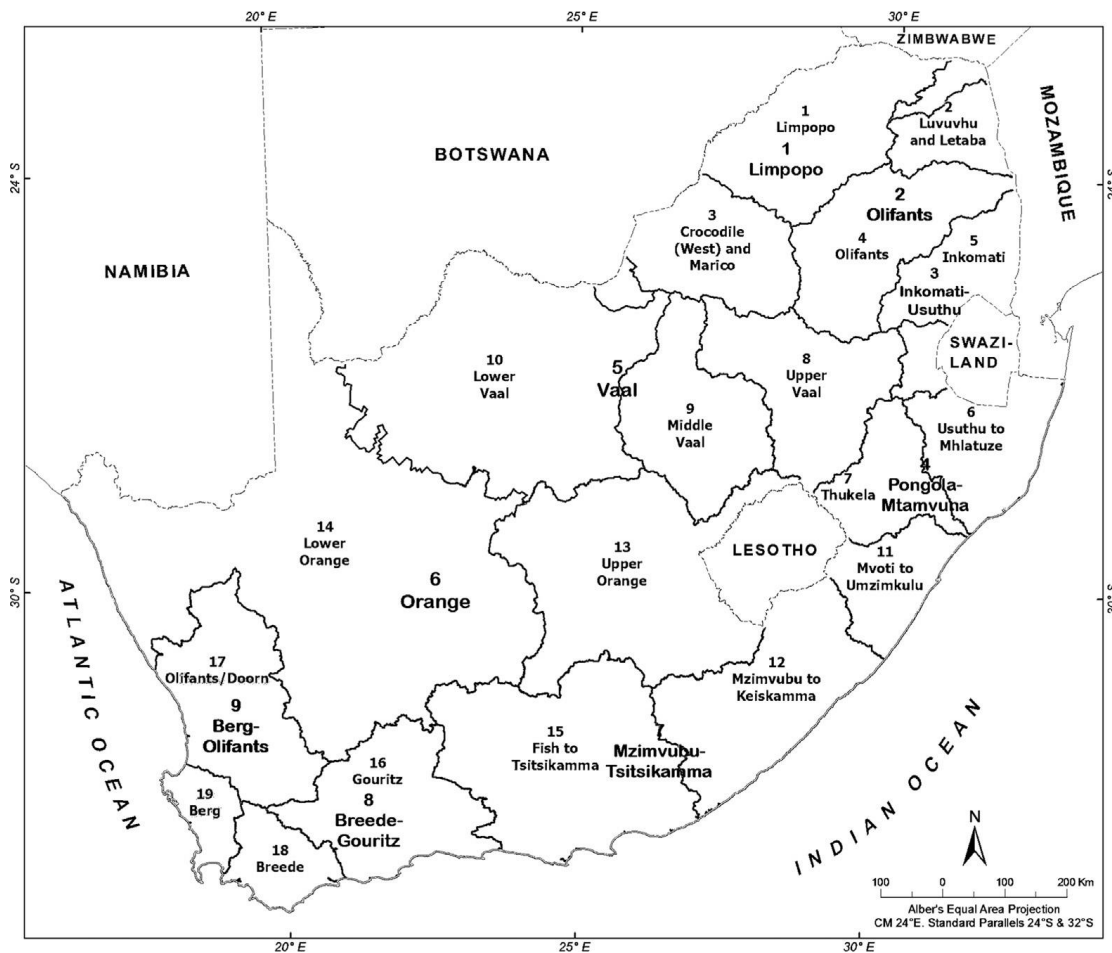 20° E
25° E
30° E
ZIMBABWE
MOZAMBIQUE
1
Limpopo
1
Limpopo
2
Luvuvhu
and Letaba
BOTSWANA
24° S
24° S
2
Olifants
3
Crocodile
(West) and
Marico
4
Olifants
5
Inkomati
3
Inkomati-
Usuthu
NAMIBIA
SWAZI-
LAND
10
Lower
Vaal
5
Vaal
8
Upper
Vaal
9
Middle
Vaal
6
Usuthu to
Mhlatuze
4
Pongola-
Mtamvuna
7
Thukela
14
Lower
Orange
13
Upper
Orange
LESOTHO
11
Mvoti to
Umzimkulu
6
Orange
30° S
30° S
ATLANTIC OCEAN
17
Olifants/Doorn
12
Mzimvubu to
Keiskamma
9
Berg-
Olifants
15
Fish to
Tsitsikamma
7
Mzimvubu-
Tsitsikamma
16
Gouritz
8
Breede-
Gouritz
19
Berg
18
Breede
INDIAN OCEAN
N
100 0 100 200 Km
Alber's Equal Area Projection
CM 24°E. Standard Parallels 24°S & 32°S
20° E
25° E
30° E